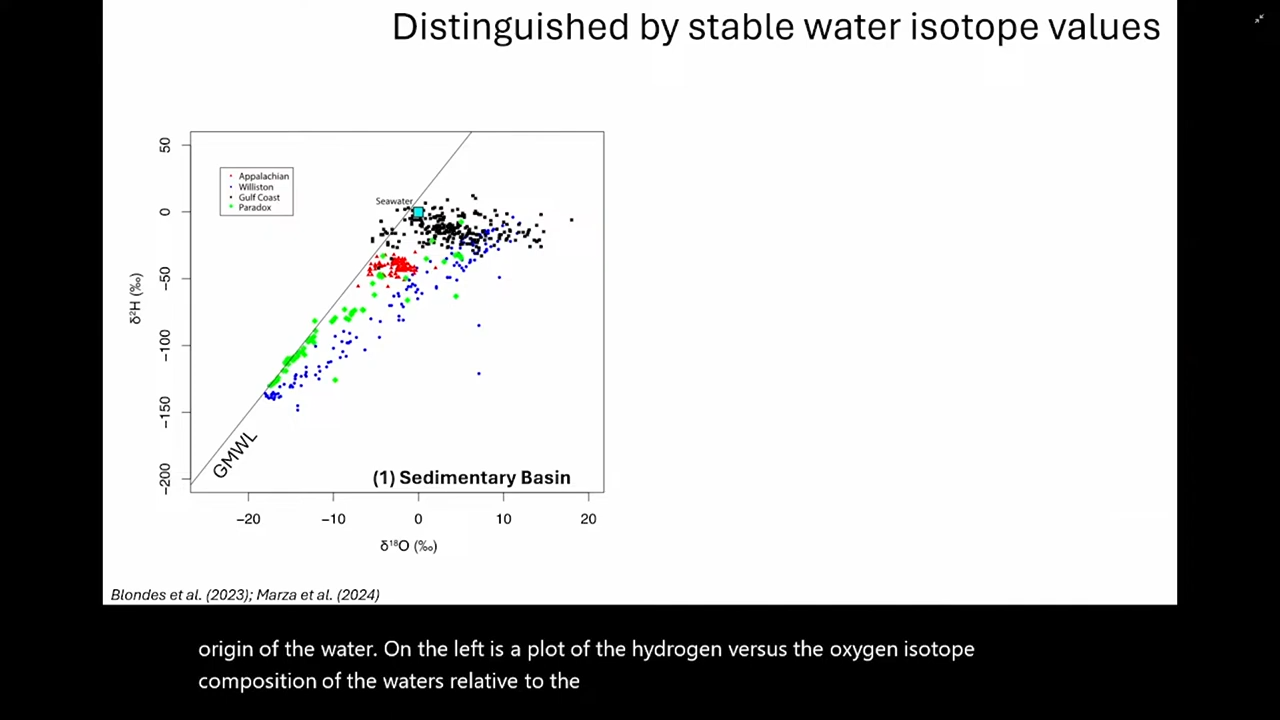 Distinguished by stable water isotope values
50
0
−50
−100
−150
−200
δ²H (‰)
Appalachian
Williston
Gulf Coast
Paradox
Seawater
GMWL
(1) Sedimentary Basin
−20
−10
0
10
20
δ¹⁸O (‰)
Blondes et al. (2023); Marza et al. (2024)
origin of the water. On the left is a plot of the hydrogen versus the oxygen isotope
composition of the waters relative to the